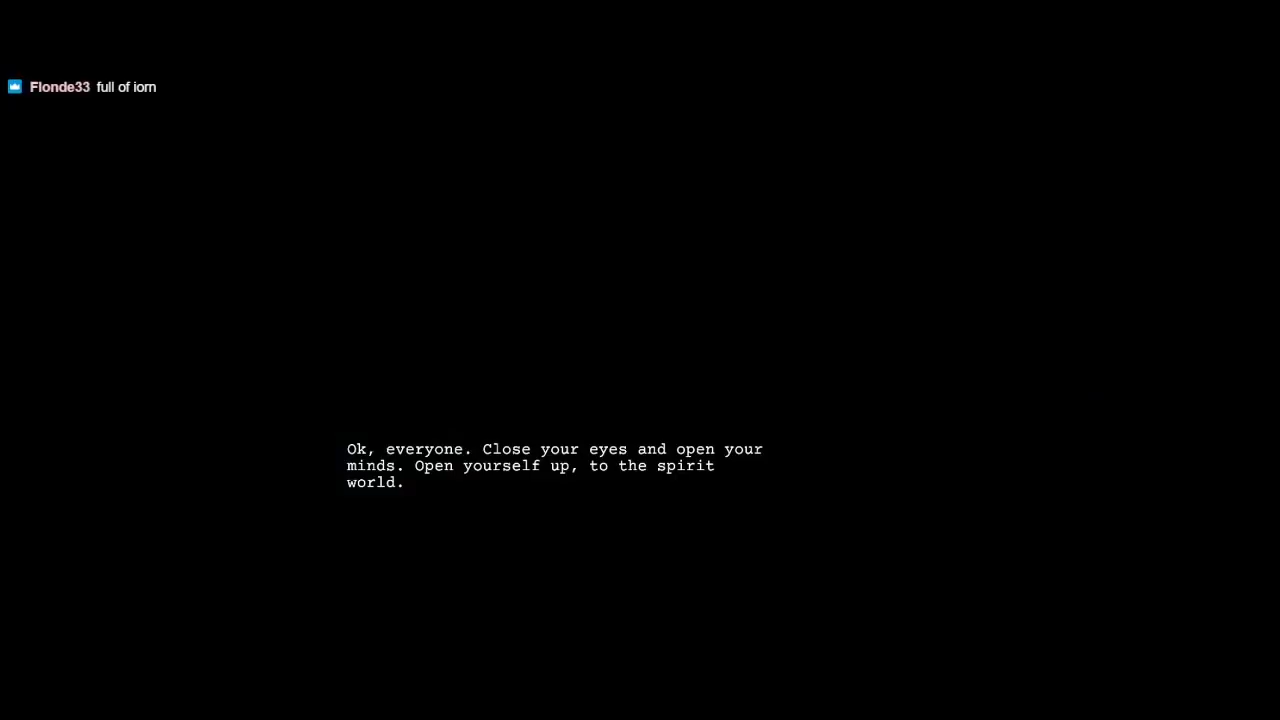 Flonde33 full of iorn
Ok, everyone. Close your eyes and open your
minds. Open yourself up, to the spirit
world.